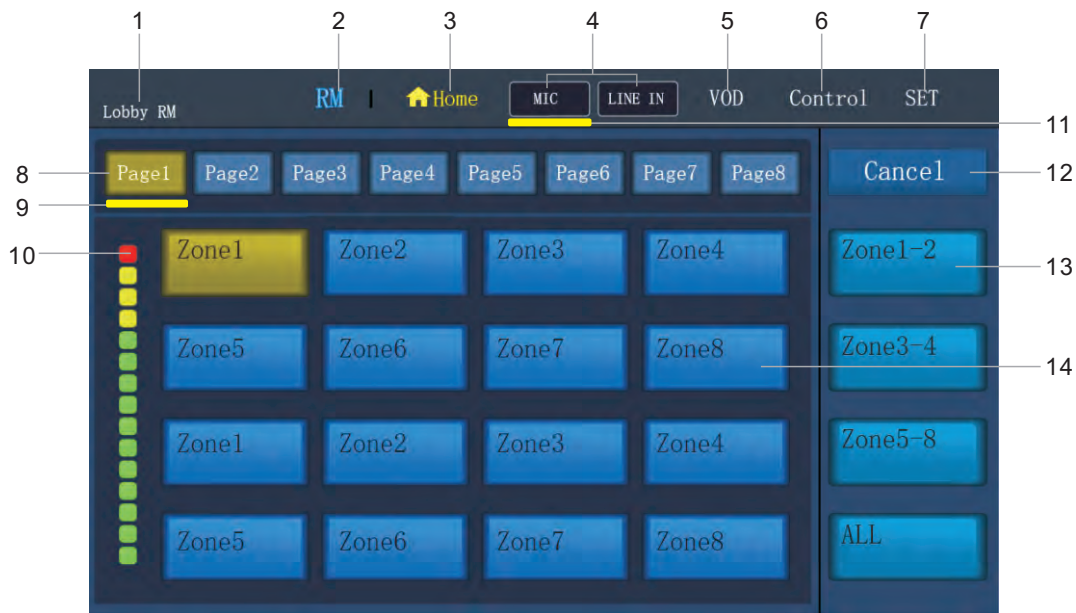 1 2 3 4 5 6 7
Lobby RM RM Home MIC LINE IN VOD Control SET
11
8 Page1 Page2 Page3 Page4 Page5 Page6 Page7 Page8 Cancel 12
9
10 Zone1 Zone2 Zone3 Zone4 Zone1-2 13
Zone5 Zone6 Zone7 Zone8 Zone3-4
14
Zone1 Zone2 Zone3 Zone4 Zone5-8
Zone5 Zone6 Zone7 Zone8 ALL